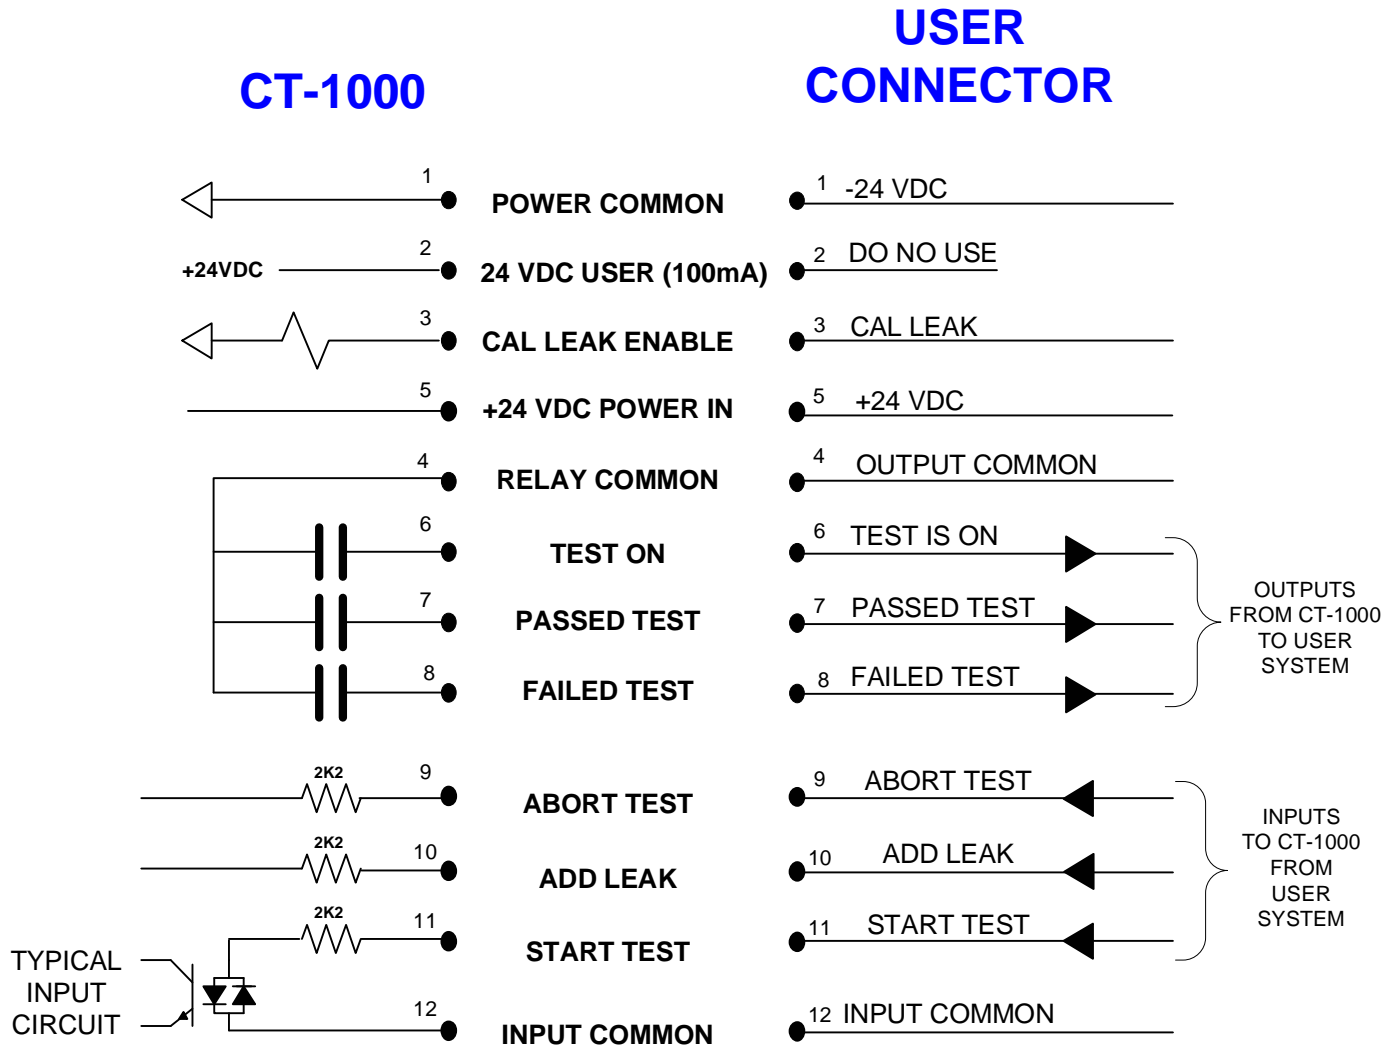 CT-1000
USER
CONNECTOR
1 POWER COMMON 1 -24 VDC
+24VDC 2 24 VDC USER (100mA) 2 DO NO USE
3 CAL LEAK ENABLE 3 CAL LEAK
5 +24 VDC POWER IN 5 +24 VDC
4 RELAY COMMON 4 OUTPUT COMMON
6 TEST ON 6 TEST IS ON
7 PASSED TEST 7 PASSED TEST
8 FAILED TEST 8 FAILED TEST
OUTPUTS
FROM CT-1000
TO USER
SYSTEM
2K2 9 ABORT TEST 9 ABORT TEST
2K2 10 ADD LEAK 10 ADD LEAK
2K2 11 START TEST 11 START TEST
12 INPUT COMMON 12 INPUT COMMON
INPUTS
TO CT-1000
FROM
USER
SYSTEM
TYPICAL
INPUT
CIRCUIT